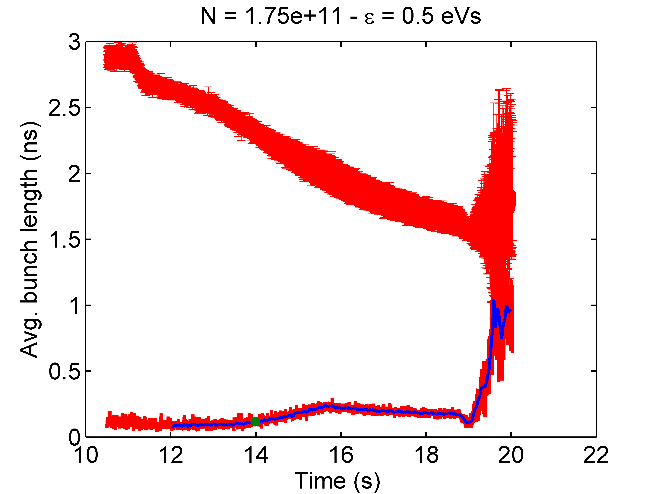 N = 1.75e+11 - ε = 0.5 eVs
3
2.5
2
1.5
1
0.5
0
Avg. bunch length (ns)
10 12 14 16 18 20 22
Time (s)